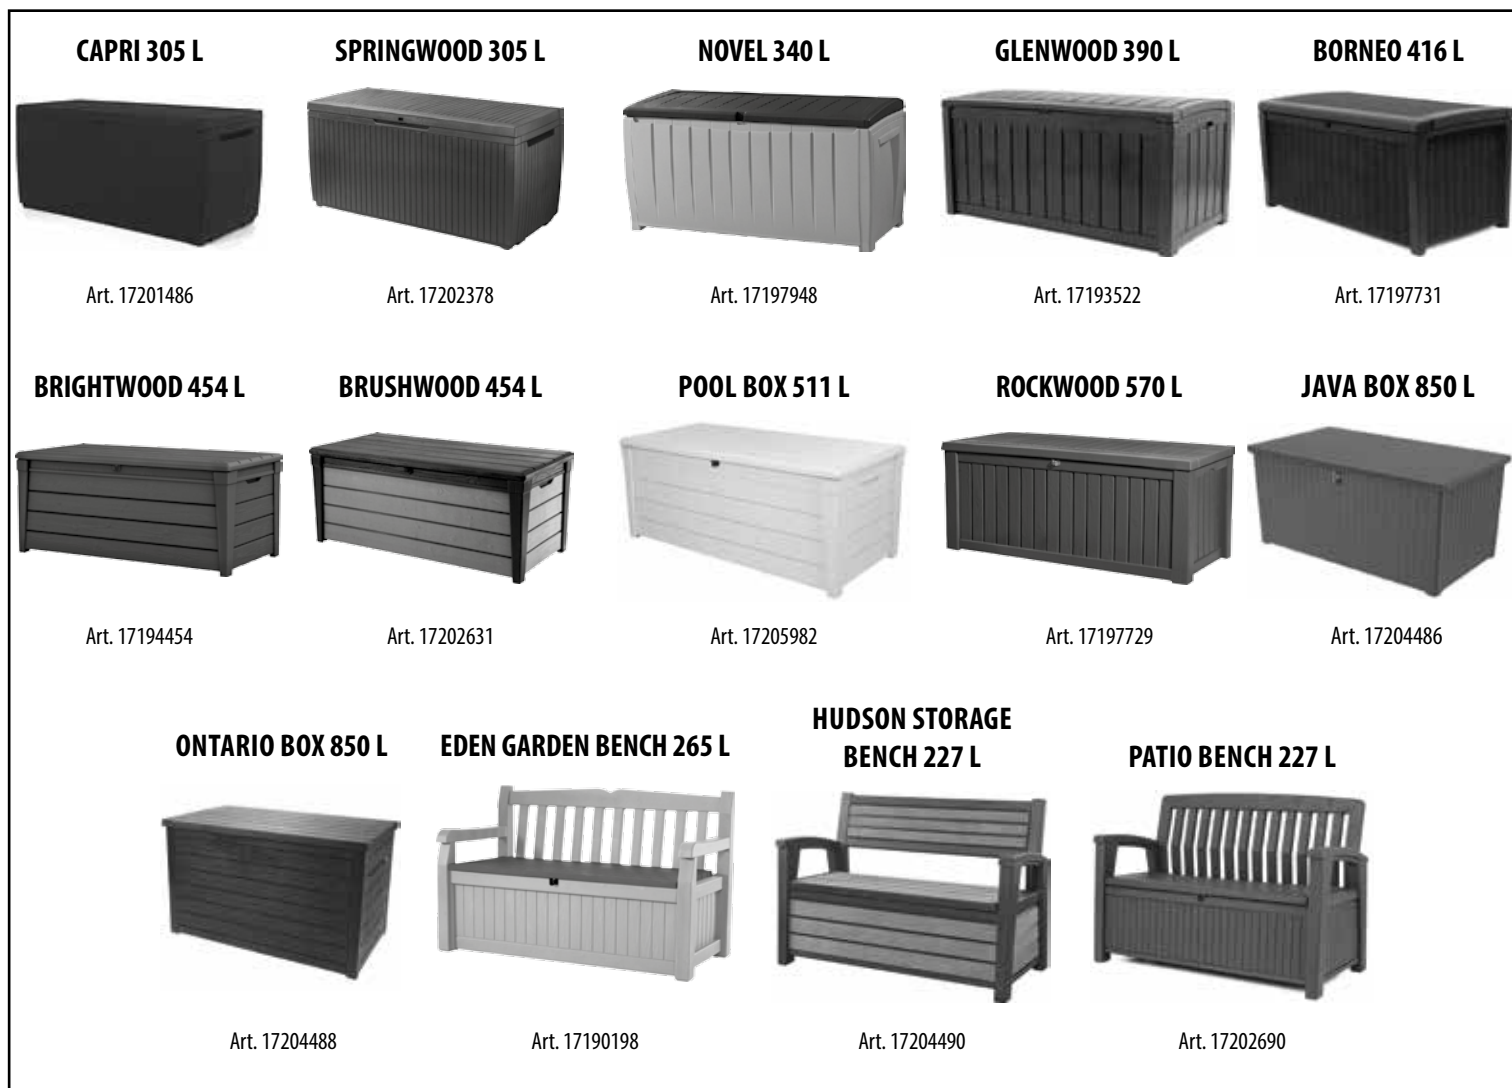 CAPRI 305 L
SPRINGWOOD 305 L
NOVEL 340 L
GLENWOOD 390 L
BORNEO 416 L
Art. 17201486
Art. 17202378
Art. 17197948
Art. 17193522
Art. 17197731
BRIGHTWOOD 454 L
BRUSHWOOD 454 L
POOL BOX 511 L
ROCKWOOD 570 L
JAVA BOX 850 L
Art. 17194454
Art. 17202631
Art. 17205982
Art. 17197729
Art. 17204486
ONTARIO BOX 850 L
EDEN GARDEN BENCH 265 L
HUDSON STORAGE
BENCH 227 L
PATIO BENCH 227 L
Art. 17204488
Art. 17190198
Art. 17204490
Art. 17202690